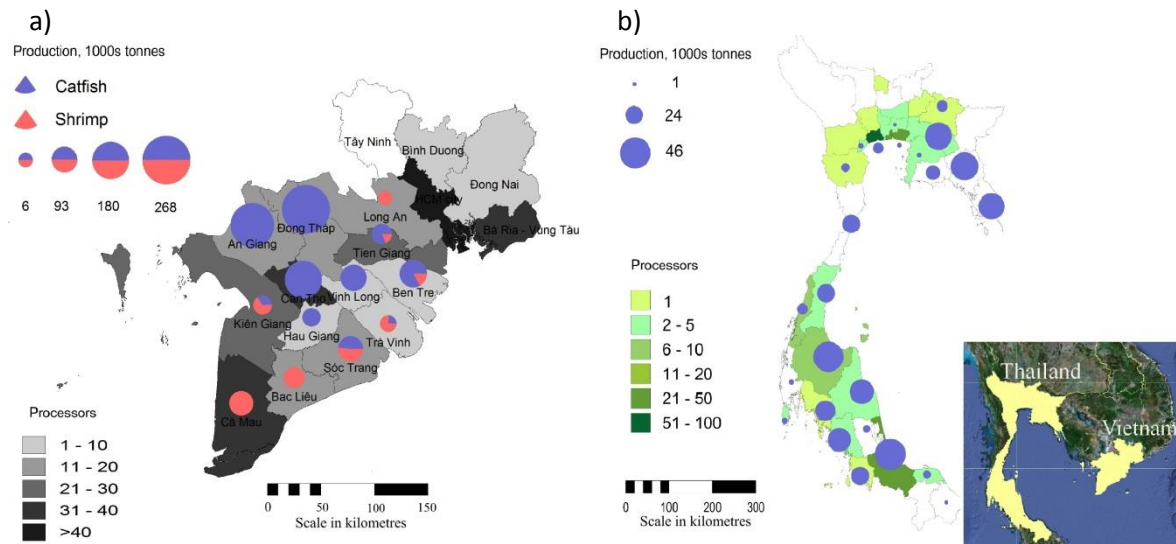 a)
Production, 1000s tonnes
Catfish
Shrimp
6 93 180 268
Tây Ninh
Bình Duong
Đong Nai
HCM city
Bà Rịa - Vung Tàu
Long An
Đong Tháp
An Giang
Tien Giang
Can Tho
Vinh Long
Ben Tre
Kiên Giang
Hau Giang
Trà Vinh
Sóc Trang
Bac Liêu
Cà Mau
Processors
1 - 10
11 - 20
21 - 30
31 - 40
>40
0 50 100 150
Scale in kilometres
b)
Production, 1000s tonnes
1
24
46
Processors
1
2 - 5
6 - 10
11 - 20
21 - 50
51 - 100
0 100 200 300
Scale in kilometres
Thailand
Vietnam